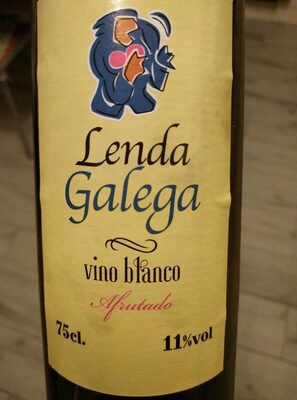 Lenda
Galega
vino blanco
Afrutado
75cl.
11%vol